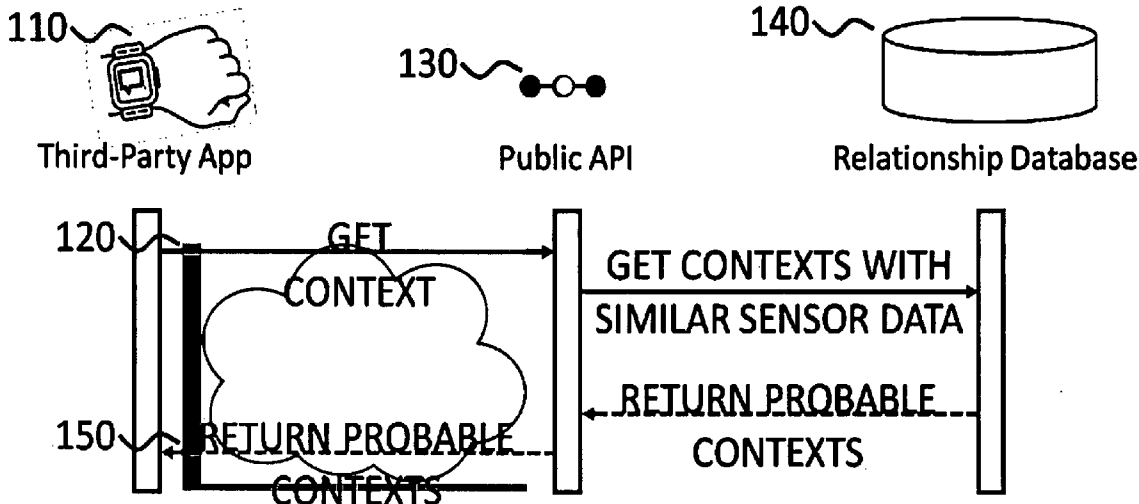 110
130
140
Third-Party App
Public API
Relationship Database
120
GET
CONTEXT
GET CONTEXTS WITH
SIMILAR SENSOR DATA
RETURN PROBABLE
CONTEXTS
150
RETURN PROBABLE
CONTEXTS